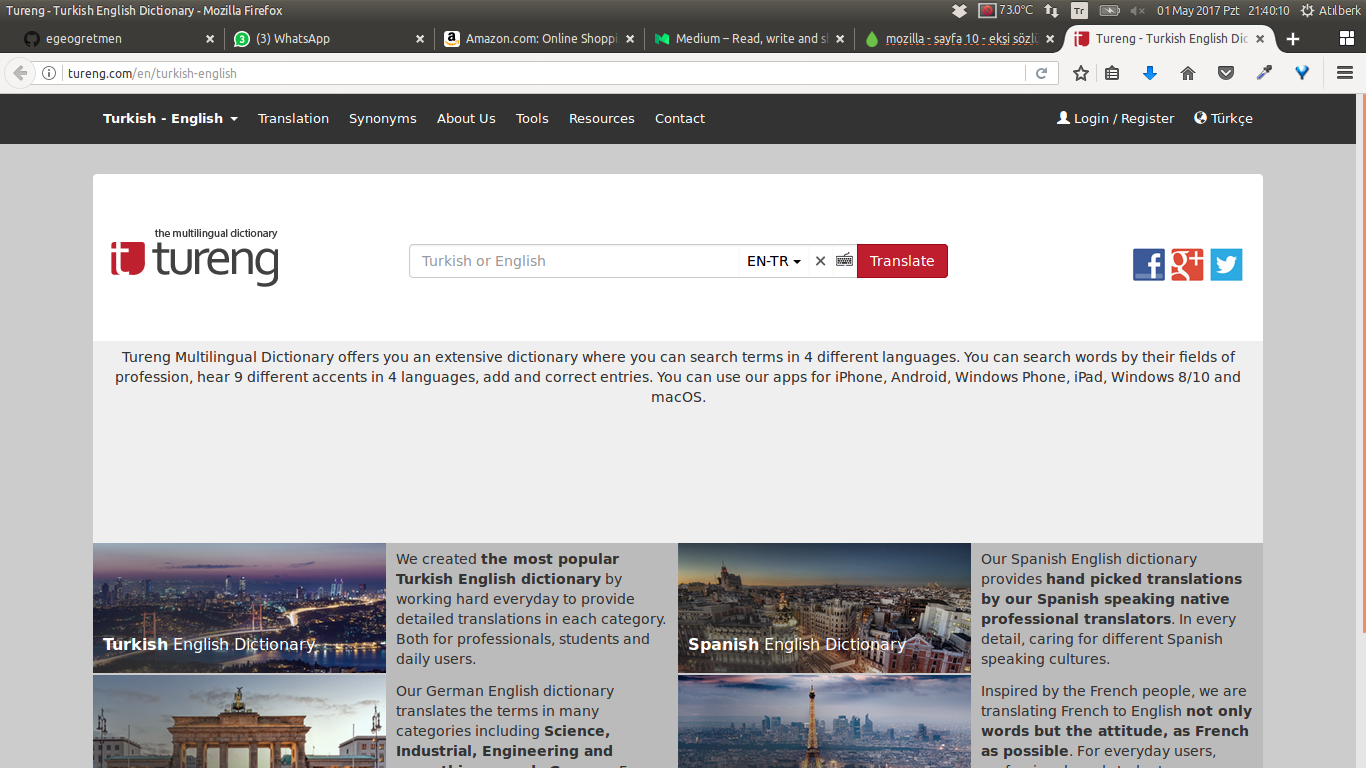 Tureng - Turkish English Dictionary - Mozilla Firefox
73.0°C
Tr
01 May 2017 Pzt
21:40:10
Atılberk
egeogretmen
(3) WhatsApp
Amazon.com: Online Shoppi
Medium – Read, write and sh
mozilla - sayfa 10 - ekşi sözlü
Tureng - Turkish English Dic
tureng.com/en/turkish-english
Turkish - English
Translation
Synonyms
About Us
Tools
Resources
Contact
Login / Register
Türkçe
the multilingual dictionary
tureng
Turkish or English
EN-TR
Translate
Tureng Multilingual Dictionary offers you an extensive dictionary where you can search terms in 4 different languages. You can search words by their fields of
profession, hear 9 different accents in 4 languages, add and correct entries. You can use our apps for iPhone, Android, Windows Phone, iPad, Windows 8/10 and
macOS.
Turkish English Dictionary
We created the most popular
Turkish English dictionary by
working hard everyday to provide
detailed translations in each category.
Both for professionals, students and
daily users.
Spanish English Dictionary
Our Spanish English dictionary
provides hand picked translations
by our Spanish speaking native
professional translators. In every
detail, caring for different Spanish
speaking cultures.
Our German English dictionary
translates the terms in many
categories including Science,
Industrial, Engineering and
Inspired by the French people, we are
translating French to English not only
words but the attitude, as French
as possible. For everyday users,